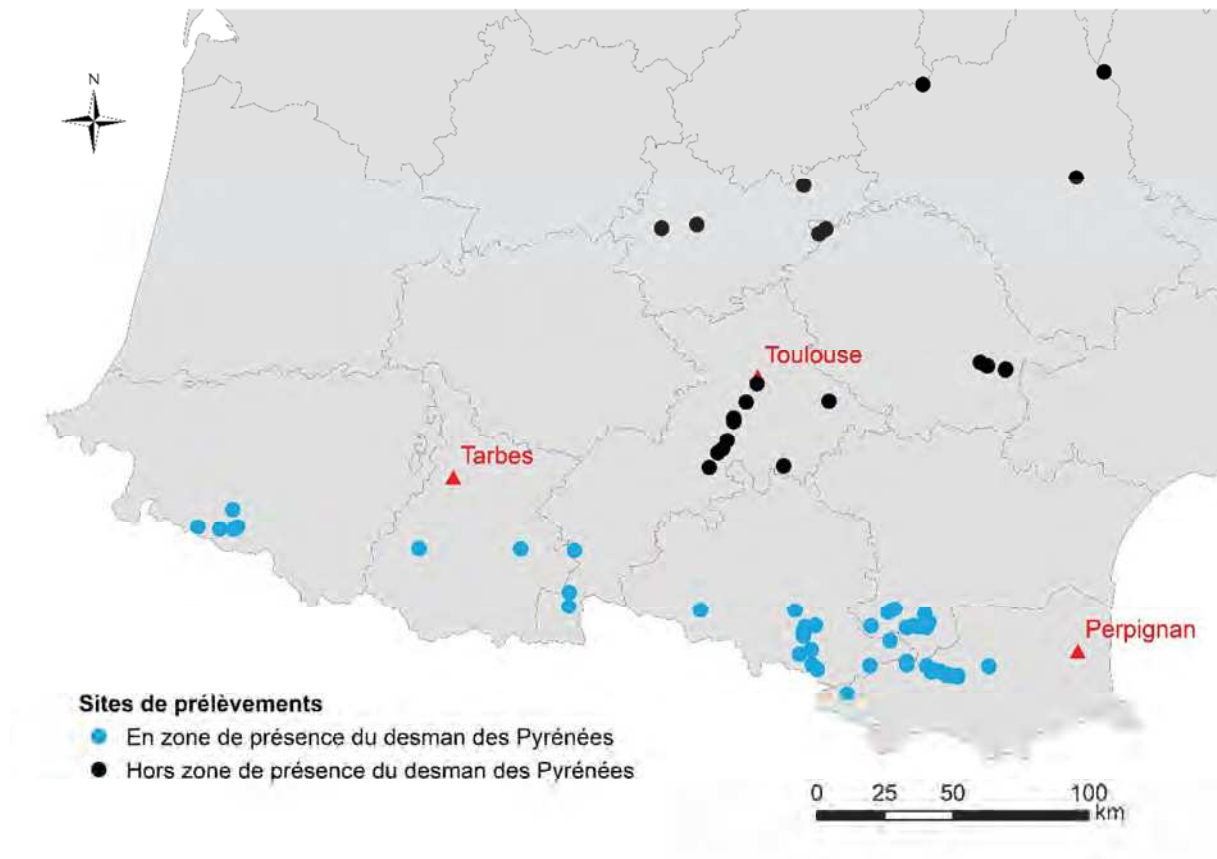 N
Toulouse
Tarbes
Perpignan
Sites de prélèvements
En zone de présence du desman des Pyrénées
Hors zone de présence du desman des Pyrénées
0 25 50 100
km